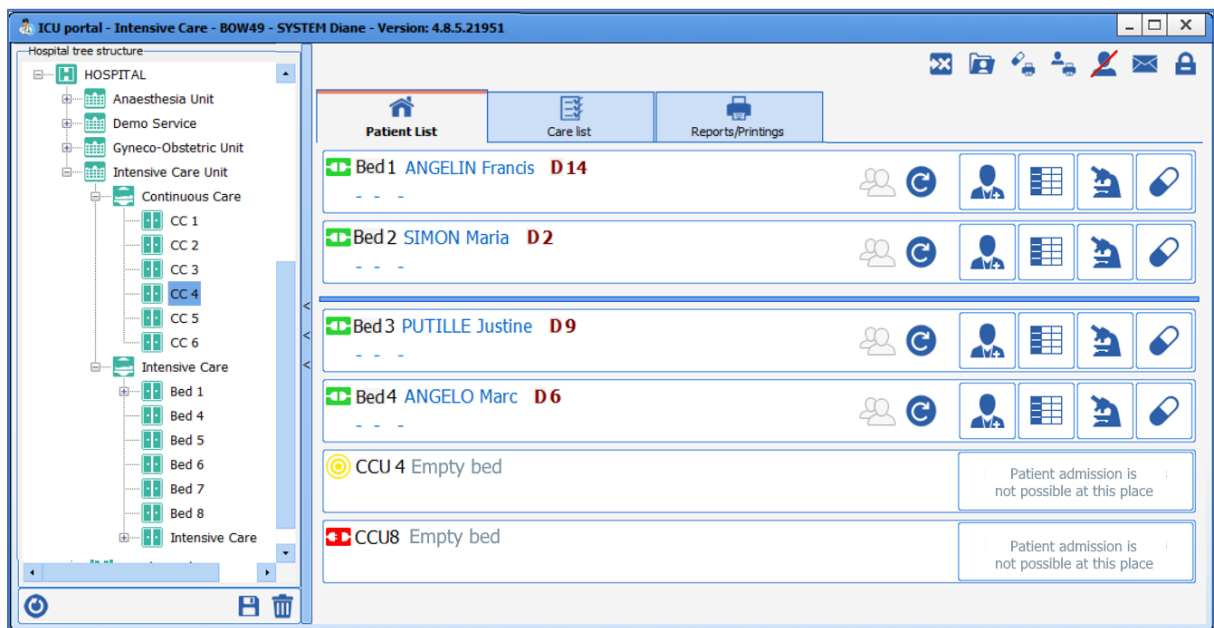 ICU portal - Intensive Care - BOW49 - SYSTEM Diane - Version: 4.8.5.21951
Hospital tree structure
HOSPITAL
Anaesthesia Unit
Demo Service
Gyneco-Obstetric Unit
Intensive Care Unit
Continuous Care
CC 1
CC 2
CC 3
CC 4
CC 5
CC 6
Intensive Care
Bed 1
Bed 4
Bed 5
Bed 6
Bed 7
Bed 8
Intensive Care
Patient List
Care list
Reports/Printings
Bed 1 ANGELIN Francis D 14
- - -
Bed 2 SIMON Maria D 2
- - -
Bed 3 PUTILLE Justine D 9
- - -
Bed 4 ANGELO Marc D 6
- - -
CCU 4 Empty bed
Patient admission is
not possible at this place
CCU8 Empty bed
Patient admission is
not possible at this place